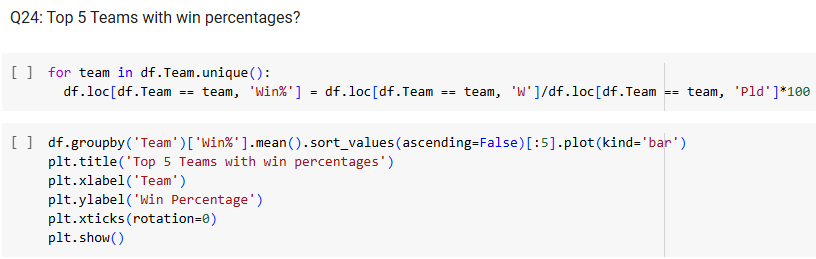 Q24: Top 5 Teams with win percentages?
[ ] for team in df.Team.unique():
df.loc[df.Team == team, 'Win%'] = df.loc[df.Team == team, 'W']/df.loc[df.Team == team, 'Pld']*100
[ ] df.groupby('Team')['Win%'].mean().sort_values(ascending=False)[:5].plot(kind='bar')
plt.title('Top 5 Teams with win percentages')
plt.xlabel('Team')
plt.ylabel('Win Percentage')
plt.xticks(rotation=0)
plt.show()